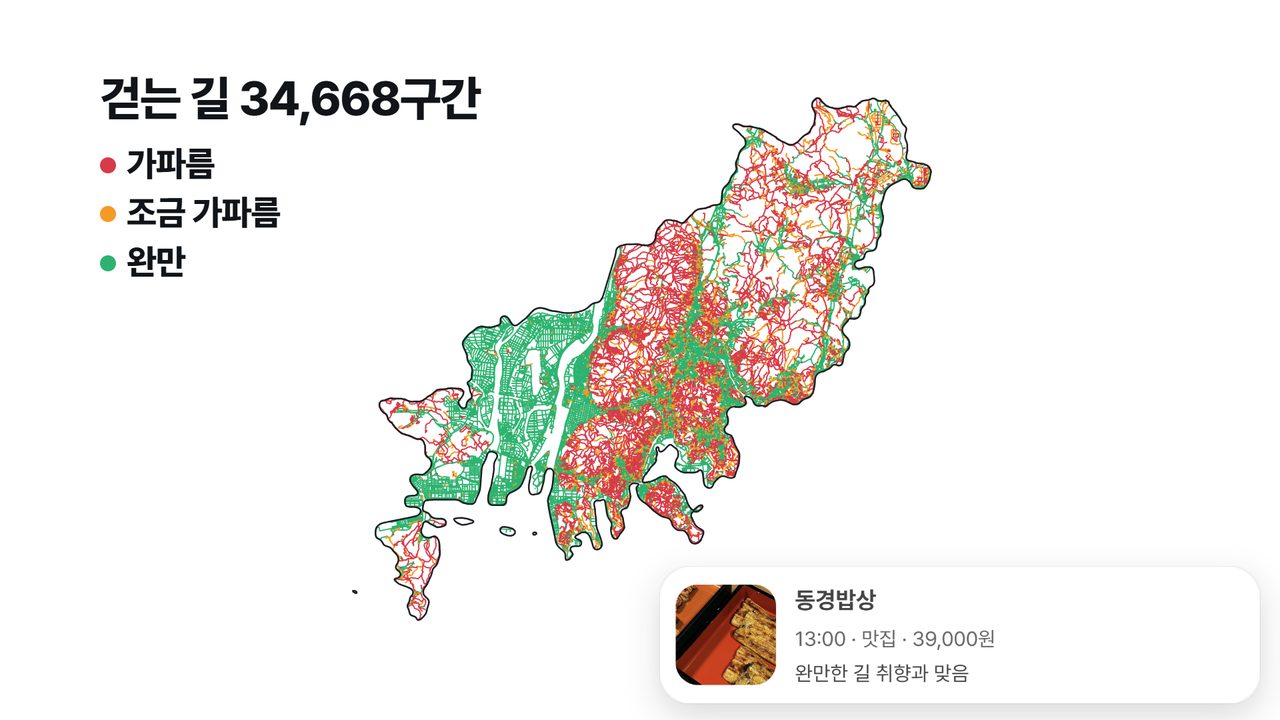 걷는 길 34,668구간
가파름
조금 가파름
완만
동경밥상
13:00 · 맛집 · 39,000원
완만한 길 취향과 맞음